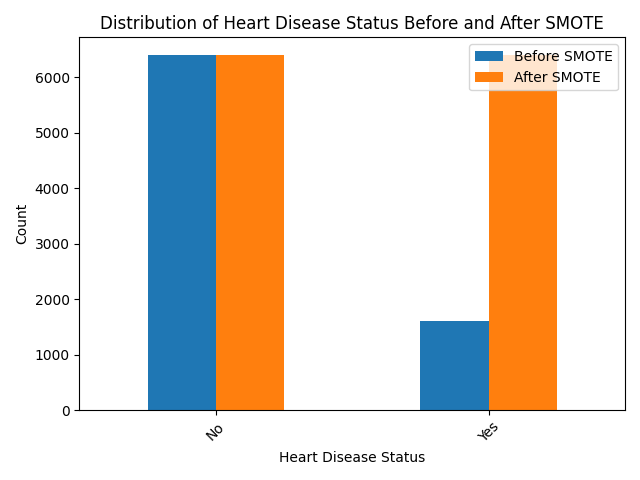 Distribution of Heart Disease Status Before and After SMOTE
Before SMOTE
After SMOTE
Count
6000
5000
4000
3000
2000
1000
0
No
Yes
Heart Disease Status